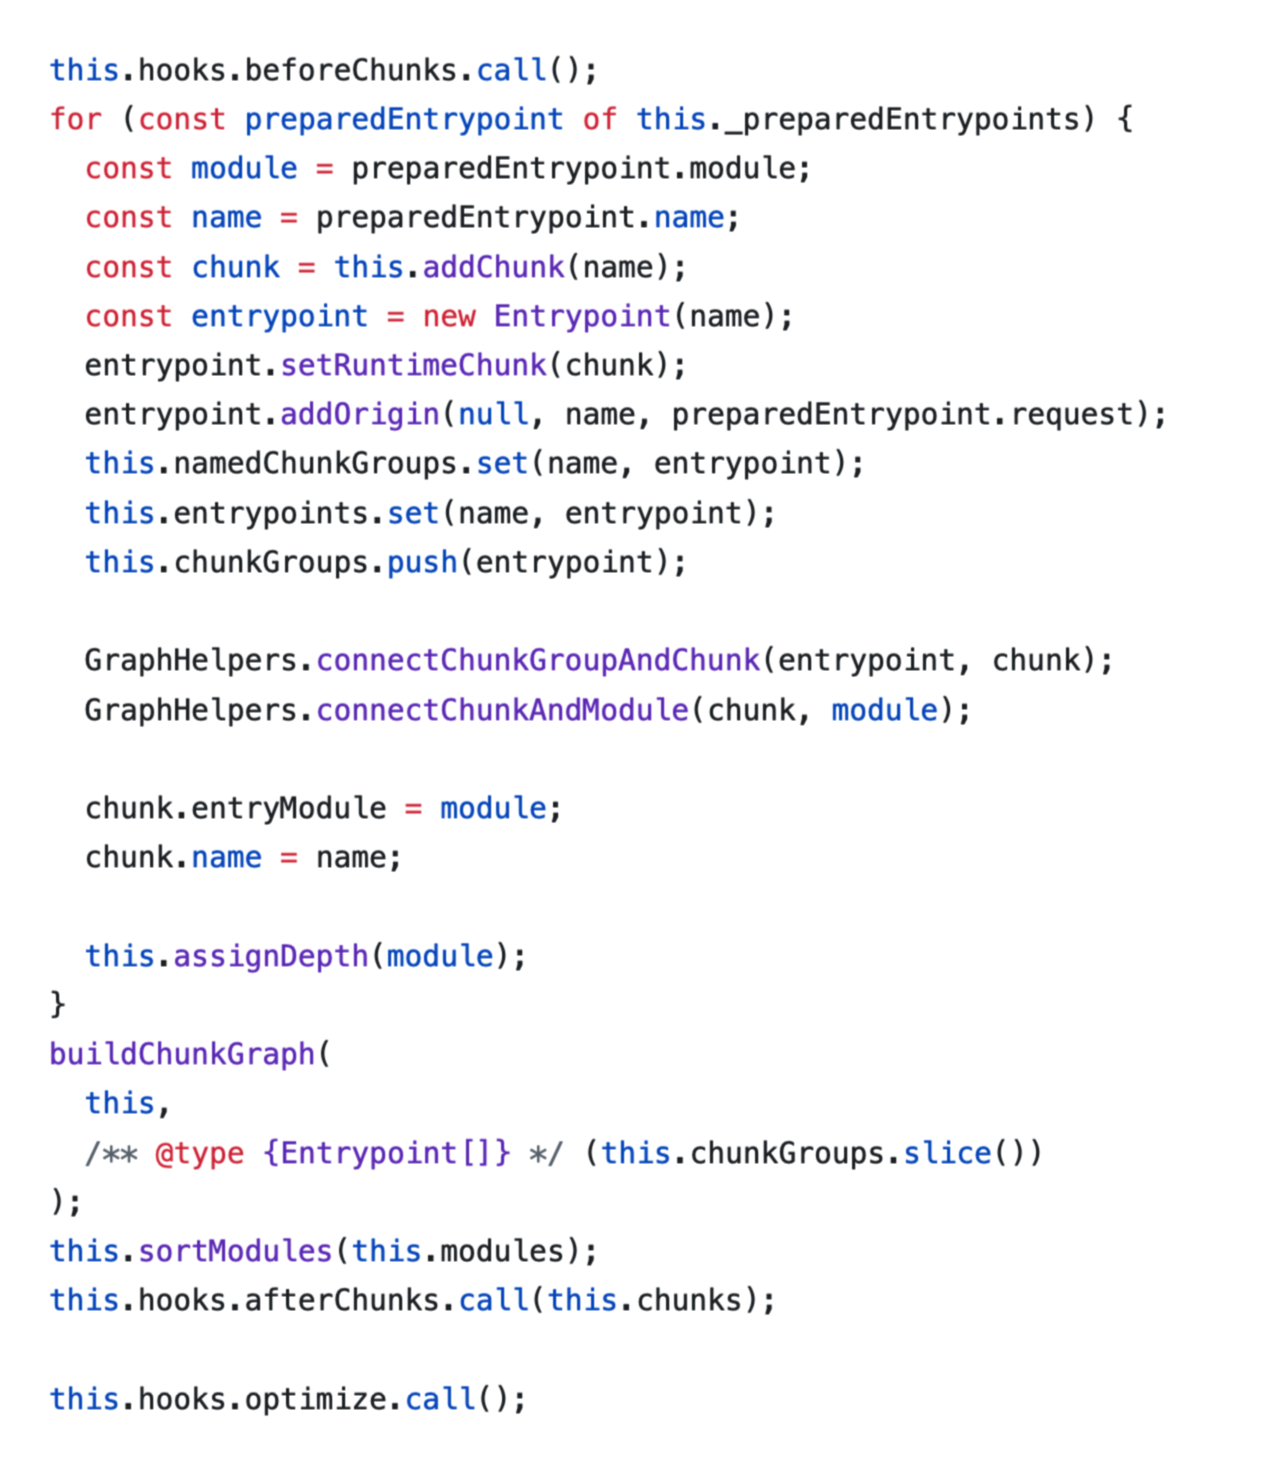 this.hooks.beforeChunks.call();
for (const preparedEntrypoint of this._preparedEntrypoints) {
  const module = preparedEntrypoint.module;
  const name = preparedEntrypoint.name;
  const chunk = this.addChunk(name);
  const entrypoint = new Entrypoint(name);
  entrypoint.setRuntimeChunk(chunk);
  entrypoint.addOrigin(null, name, preparedEntrypoint.request);
  this.namedChunkGroups.set(name, entrypoint);
  this.entrypoints.set(name, entrypoint);
  this.chunkGroups.push(entrypoint);

  GraphHelpers.connectChunkGroupAndChunk(entrypoint, chunk);
  GraphHelpers.connectChunkAndModule(chunk, module);

  chunk.entryModule = module;
  chunk.name = name;

  this.assignDepth(module);
}
buildChunkGraph(
  this,
  /** @type {Entrypoint[]} */ (this.chunkGroups.slice())
);
this.sortModules(this.modules);
this.hooks.afterChunks.call(this.chunks);

this.hooks.optimize.call();